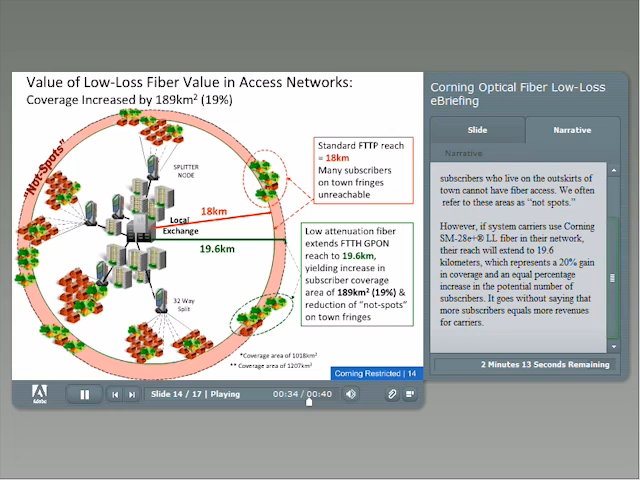 Value of Low-Loss Fiber Value in Access Networks:
Coverage Increased by 189km² (19%)
"Not-Spots"
SPLITTER
NODE
Local
Exchange
18km
19.6km
32 Way
Split
Standard FTTP reach
= 18km
Many subscribers
on town fringes
unreachable
Low attenuation fiber
extends FTTH GPON
reach to 19.6km,
yielding increase in
subscriber coverage
area of 189km² (19%) &
reduction of "not-spots"
on town fringes
*Coverage area of 1018km²
** Coverage area of 1207km²
Corning Restricted | 14
Adobe
Slide 14 / 17 | Playing
00:34 / 00:40
Corning Optical Fiber Low-Loss
eBriefing
Slide
Narrative
Narrative
subscribers who live on the outskirts of
town cannot have fiber access. We often
refer to these areas as "not spots".
However, if system carriers use Corning
SM-28e+® LL fiber in their network,
their reach will extend to 19.6
kilometers, which represents a 20% gain
in coverage and an equal percentage
increase in the potential number of
subscribers. It goes without saying that
more subscribers equals more revenues
for carriers.
2 Minutes 13 Seconds Remaining